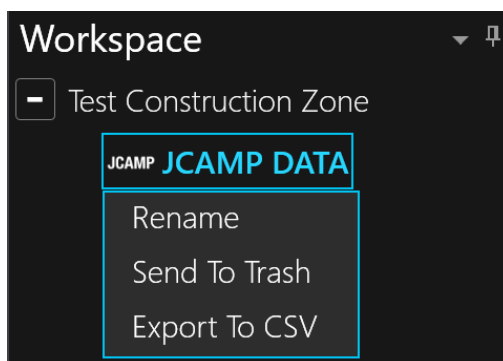 Workspace
Test Construction Zone
JCAMP JCAMP DATA
Rename
Send To Trash
Export To CSV